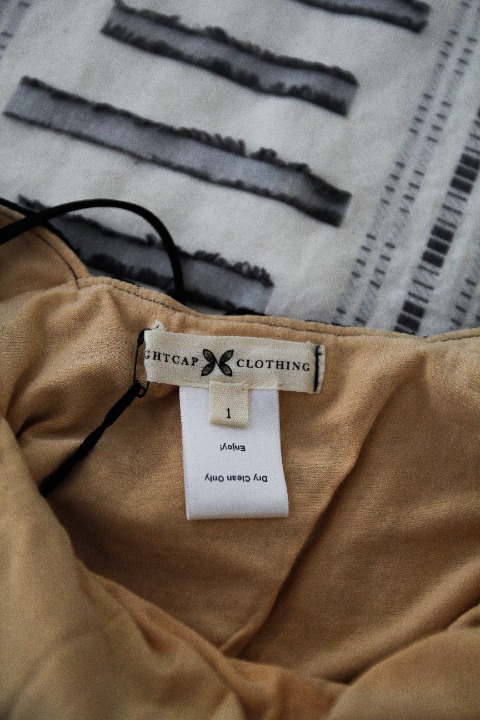 GHTCAP CLOTHING
1
Enjoy!
Dry Clean Only